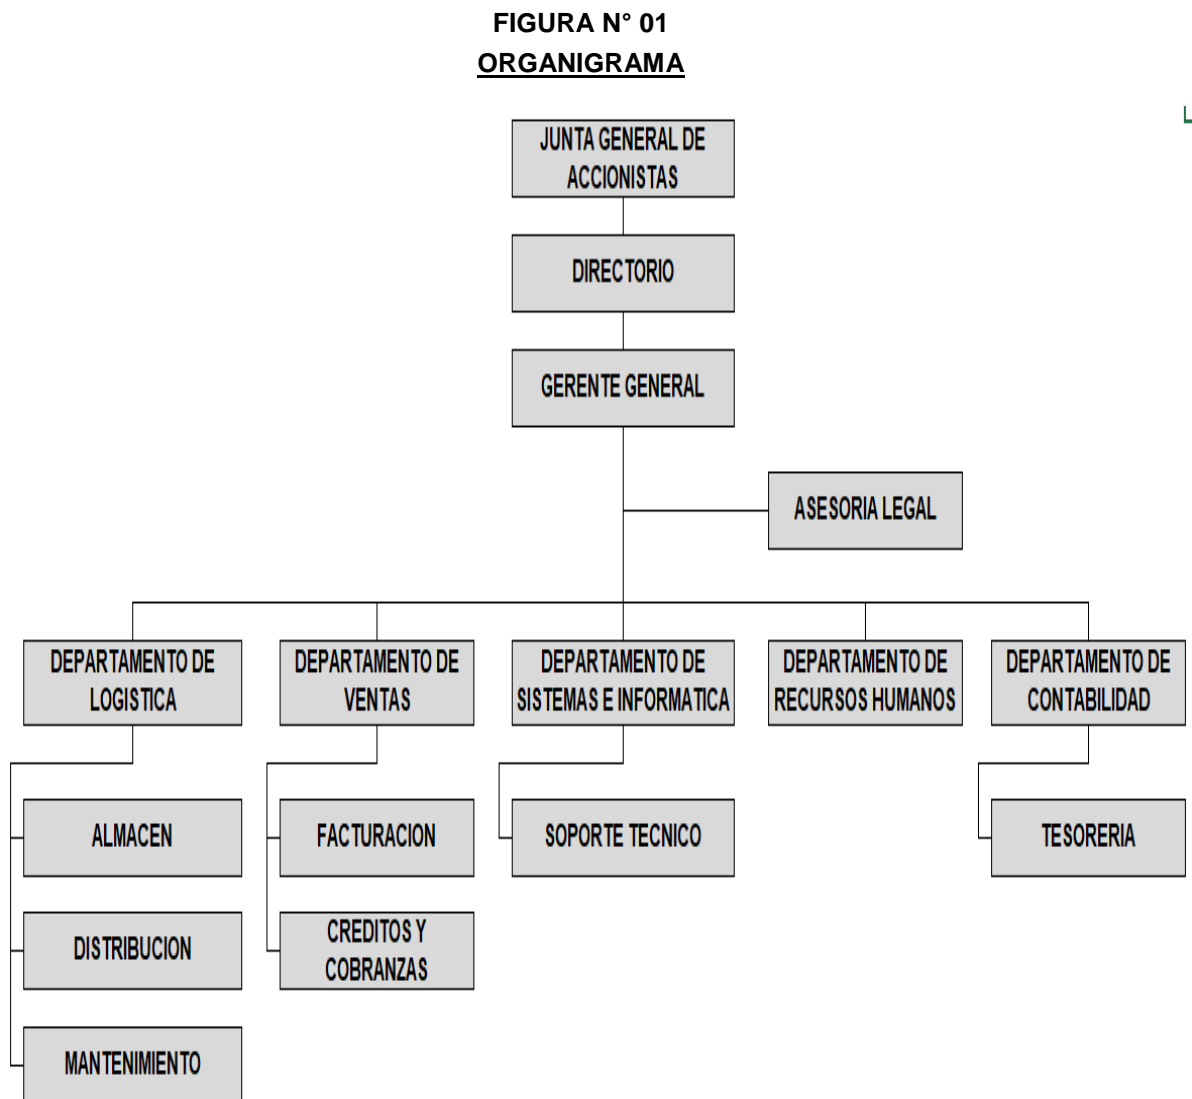 FIGURA N° 01
ORGANIGRAMA
JUNTA GENERAL DE
ACCIONISTAS
DIRECTORIO
GERENTE GENERAL
ASESORIA LEGAL
DEPARTAMENTO DE
LOGISTICA
DEPARTAMENTO DE
VENTAS
DEPARTAMENTO DE
SISTEMAS E INFORMATICA
DEPARTAMENTO DE
RECURSOS HUMANOS
DEPARTAMENTO DE
CONTABILIDAD
ALMACEN
FACTURACION
SOPORTE TECNICO
TESORERIA
DISTRIBUCION
CREDITOS Y
COBRANZAS
MANTENIMIENTO